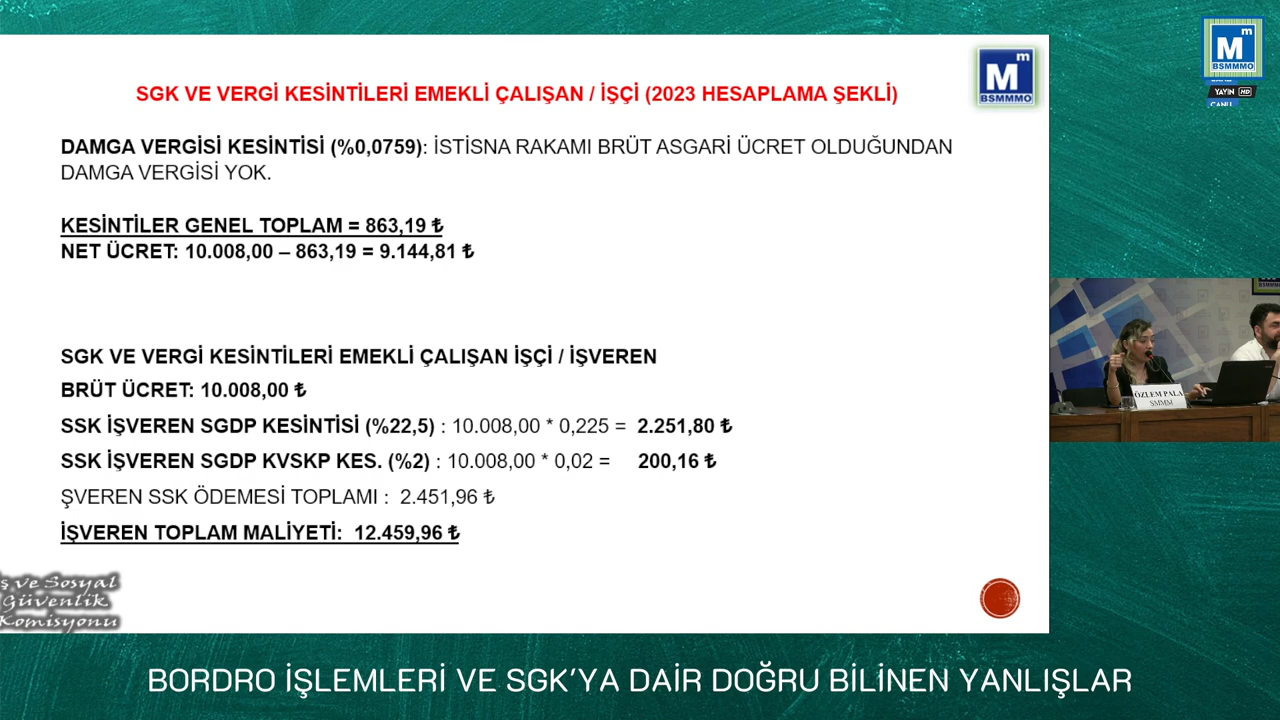 M m
BSMMMO
YAYIN HD
CANLI
M m
BSMMMO
SGK VE VERGİ KESİNTİLERİ EMEKLİ ÇALIŞAN / İŞÇİ (2023 HESAPLAMA ŞEKLİ)
DAMGA VERGİSİ KESİNTİSİ (%0,0759): İSTİSNA RAKAMI BRÜT ASGARİ ÜCRET OLDUĞUNDAN
DAMGA VERGİSİ YOK.
KESİNTİLER GENEL TOPLAM = 863,19 ₺
NET ÜCRET: 10.008,00 – 863,19 = 9.144,81 ₺
SGK VE VERGİ KESİNTİLERİ EMEKLİ ÇALIŞAN İŞÇİ / İŞVEREN
BRÜT ÜCRET: 10.008,00 ₺
SSK İŞVEREN SGDP KESİNTİSİ (%22,5) : 10.008,00 * 0,225 = 2.251,80 ₺
SSK İŞVEREN SGDP KVSKP KES. (%2) : 10.008,00 * 0,02 = 200,16 ₺
ŞVEREN SSK ÖDEMESİ TOPLAMI : 2.451,96 ₺
İŞVEREN TOPLAM MALİYETİ: 12.459,96 ₺
ÖZLEM PALA
SMMM
BSMMMO
ş ve Sosyal
Güvenlik
Komisyonu
BORDRO İŞLEMLERİ VE SGK'YA DAİR DOĞRU BİLİNEN YANLIŞLAR